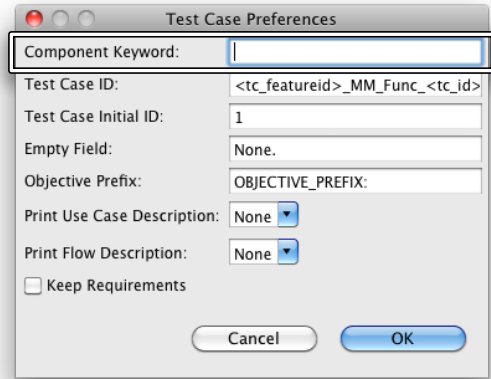 Test Case Preferences
Component Keyword:
Test Case ID: <tc_featureid>_MM_Func_<tc_id>
Test Case Initial ID: 1
Empty Field: None.
Objective Prefix: OBJECTIVE_PREFIX:
Print Use Case Description: None
Print Flow Description: None
Keep Requirements
Cancel OK